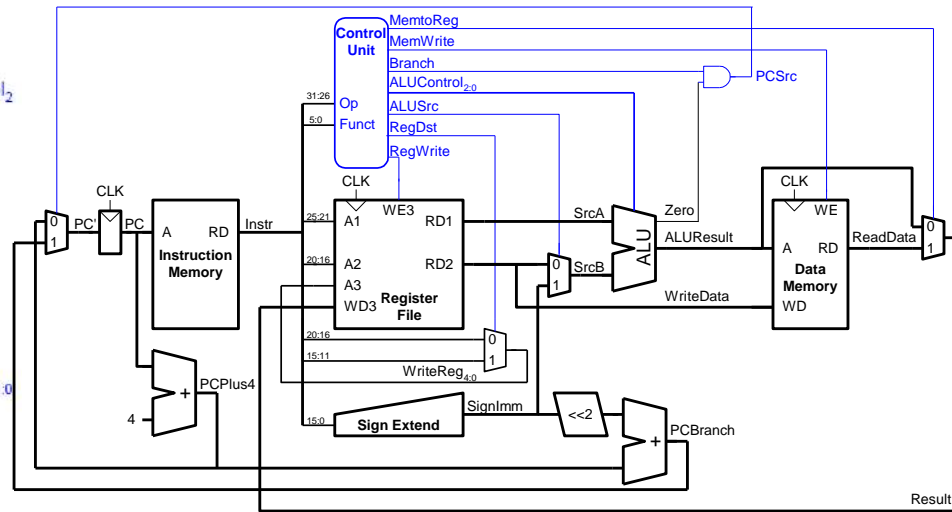 MemtoReg
Control
Unit
MemWrite
Branch
PCSrc
ALUControl2:0
l2
31:26
Op
ALUSrc
5:0
Funct
RegDst
RegWrite
CLK
CLK
CLK
25:21
A1
WE3
RD1
SrcA
Zero
WE
0
1
PC'
PC
A
RD
Instr
Instruction
Memory
20:16
A2
RD2
0
1
SrcB
ALU
ALUResult
A
RD
ReadData
0
1
A3
Data
Memory
WD3
Register
File
WriteData
WD
20:16
0
15:11
1
WriteReg4:0
PCPlus4
+
4
:0
SignImm
15:0
Sign Extend
<<2
+
PCBranch
Result